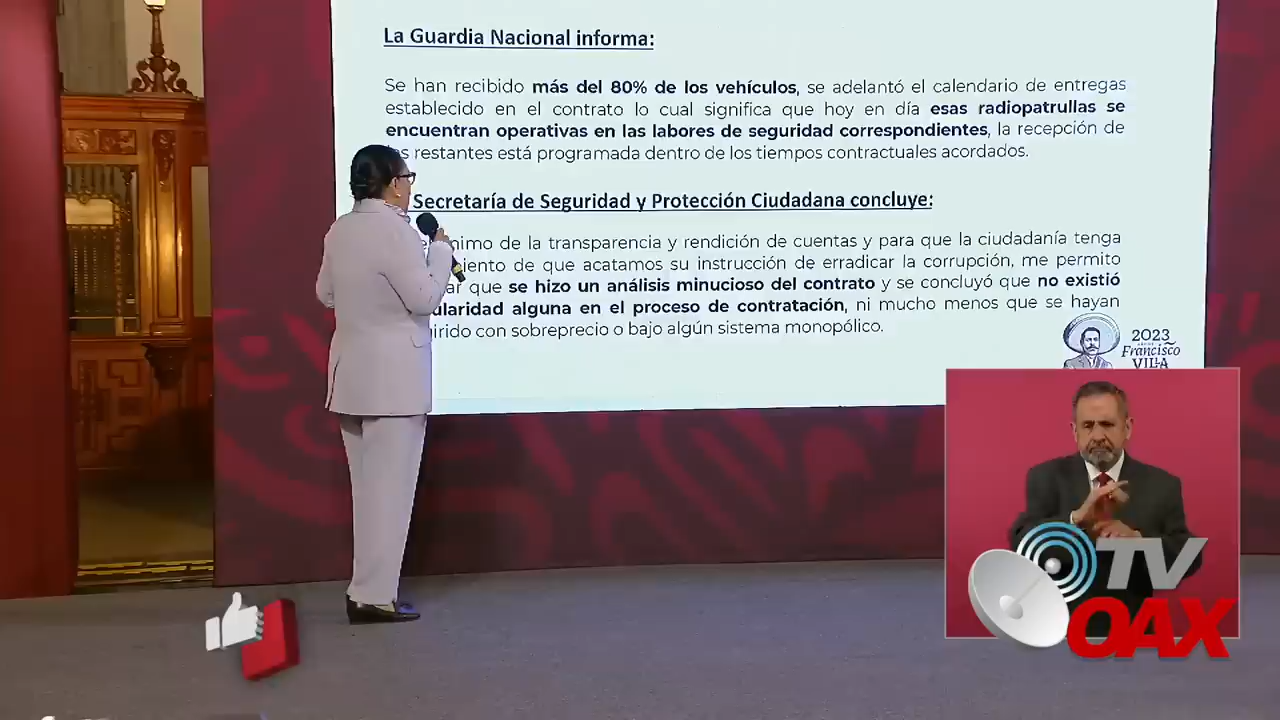 La Guardia Nacional informa:
Se han recibido más del 80% de los vehículos, se adelantó el calendario de entregas
establecido en el contrato lo cual significa que hoy en día esas radiopatrullas se
encuentran operativas en las labores de seguridad correspondientes, la recepción de
restantes está programada dentro de los tiempos contractuales acordados.
Secretaría de Seguridad y Protección Ciudadana concluye:
de la transparencia y rendición de cuentas y para que la ciudadanía tenga
de que acatamos su instrucción de erradicar la corrupción, me permito
que se hizo un análisis minucioso del contrato y se concluyó que no existió
alguna en el proceso de contratación, ni mucho menos que se hayan
con sobreprecio o bajo algún sistema monopólico.
2023
Francisco
VILLA
TV
OAX